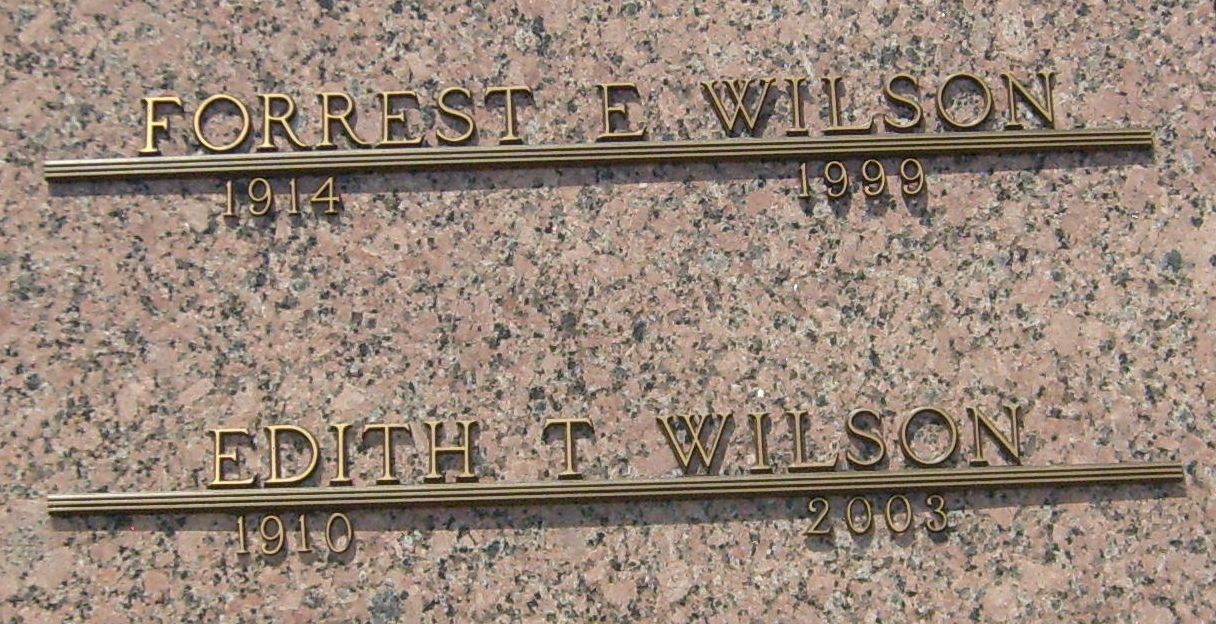 FORREST E WILSON
1914 1999
EDITH T WILSON
1910 2003